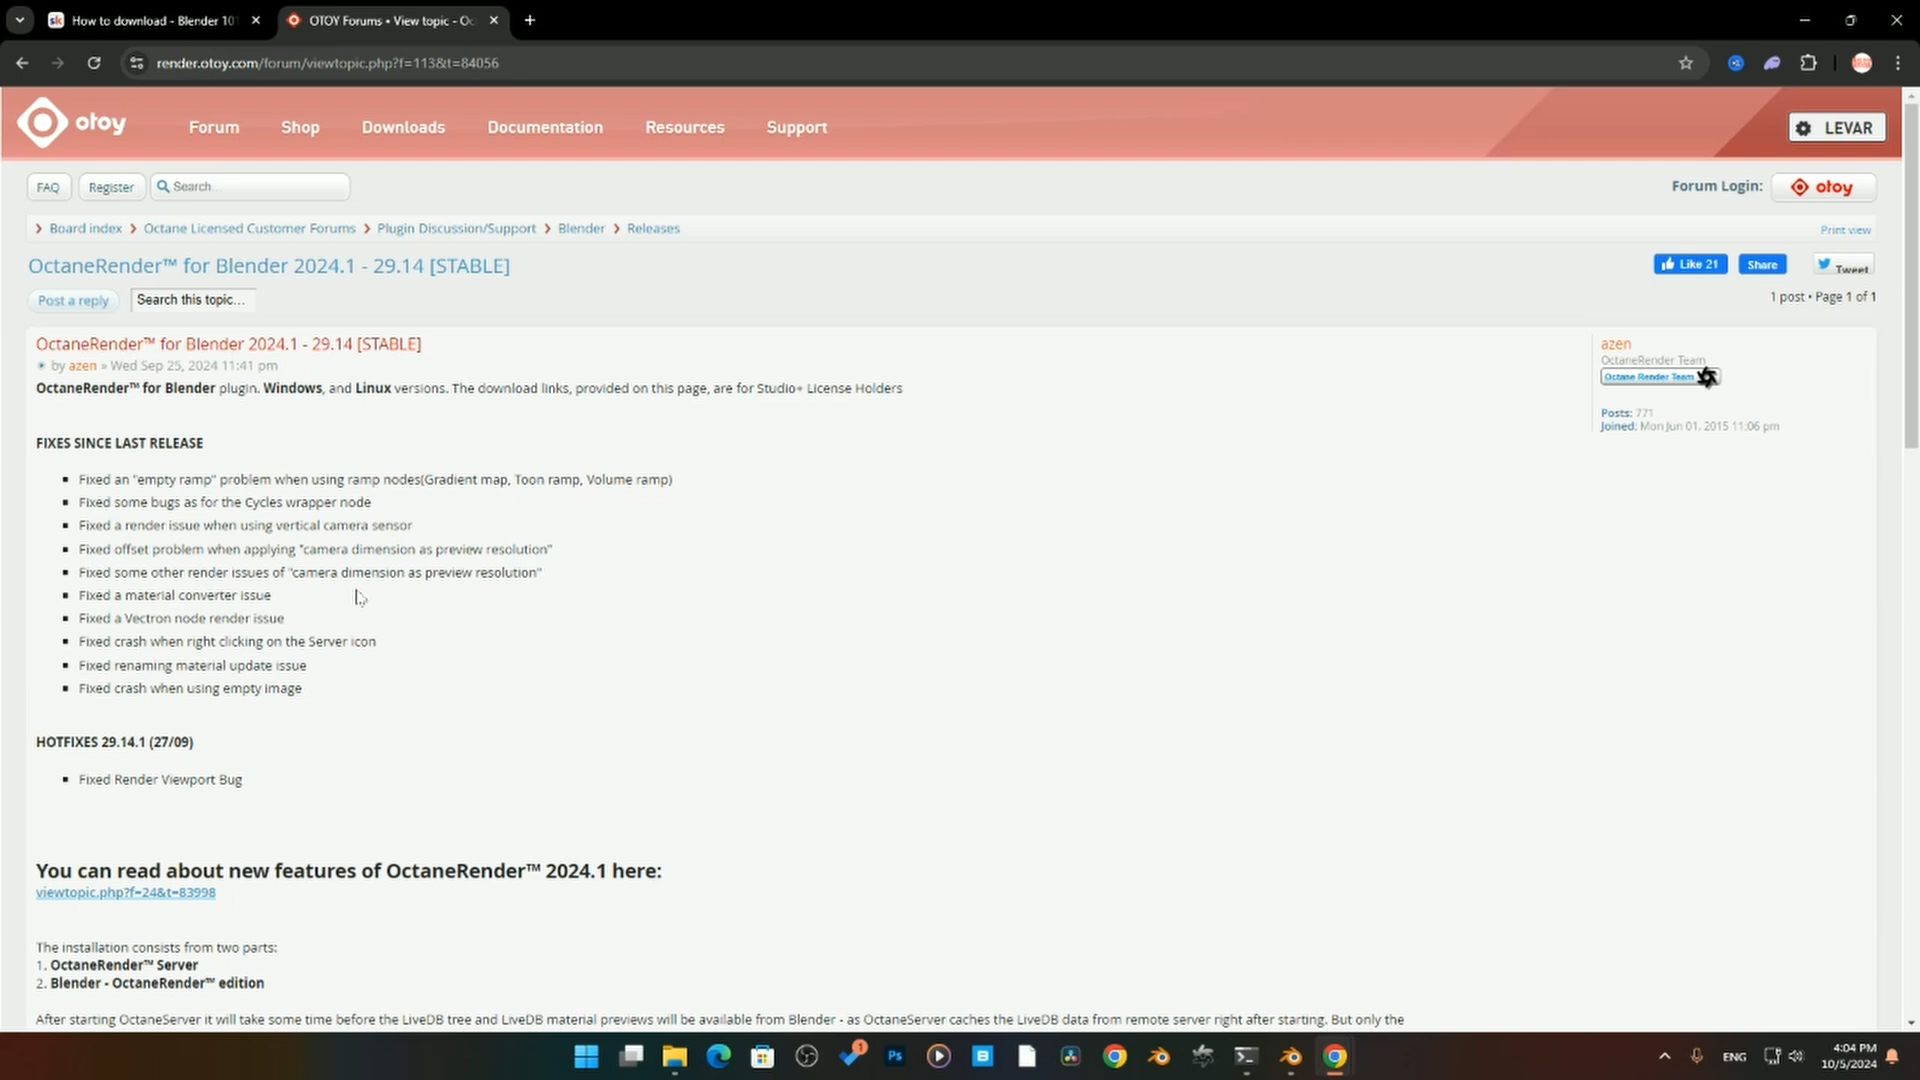 How to download - Blender 101
OTOY Forums • View topic - Oc
render.otoy.com/forum/viewtopic.php?f=113&t=84056
otoy
Forum
Shop
Downloads
Documentation
Resources
Support
LEVAR
FAQ
Register
Search...
Forum Login:
otoy
Board index
Octane Licensed Customer Forums
Plugin Discussion/Support
Blender
Releases
Print view
OctaneRender™ for Blender 2024.1 - 29.14 [STABLE]
Like 21
Share
Tweet
Post a reply
Search this topic...
1 post • Page 1 of 1
OctaneRender™ for Blender 2024.1 - 29.14 [STABLE]
by azen » Wed Sep 25, 2024 11:41 pm
OctaneRender™ for Blender plugin. Windows, and Linux versions. The download links, provided on this page, are for Studio+ License Holders
azen
OctaneRender Team
Octane Render Team
Posts: 771
Joined: Mon Jun 01, 2015 11:06 pm
FIXES SINCE LAST RELEASE
Fixed an "empty ramp" problem when using ramp nodes(Gradient map, Toon ramp, Volume ramp)
Fixed some bugs as for the Cycles wrapper node
Fixed a render issue when using vertical camera sensor
Fixed offset problem when applying "camera dimension as preview resolution"
Fixed some other render issues of "camera dimension as preview resolution"
Fixed a material converter issue
Fixed a Vectron node render issue
Fixed crash when right clicking on the Server icon
Fixed renaming material update issue
Fixed crash when using empty image
HOTFIXES 29.14.1 (27/09)
Fixed Render Viewport Bug
You can read about new features of OctaneRender™ 2024.1 here:
viewtopic.php?f=24&t=83998
The installation consists from two parts:
1. OctaneRender™ Server
2. Blender - OctaneRender™ edition
After starting OctaneServer it will take some time before the LiveDB tree and LiveDB material previews will be available from Blender - as OctaneServer caches the LiveDB data from remote server right after starting. But only the
1
Ps
ENG
4:04 PM
10/5/2024